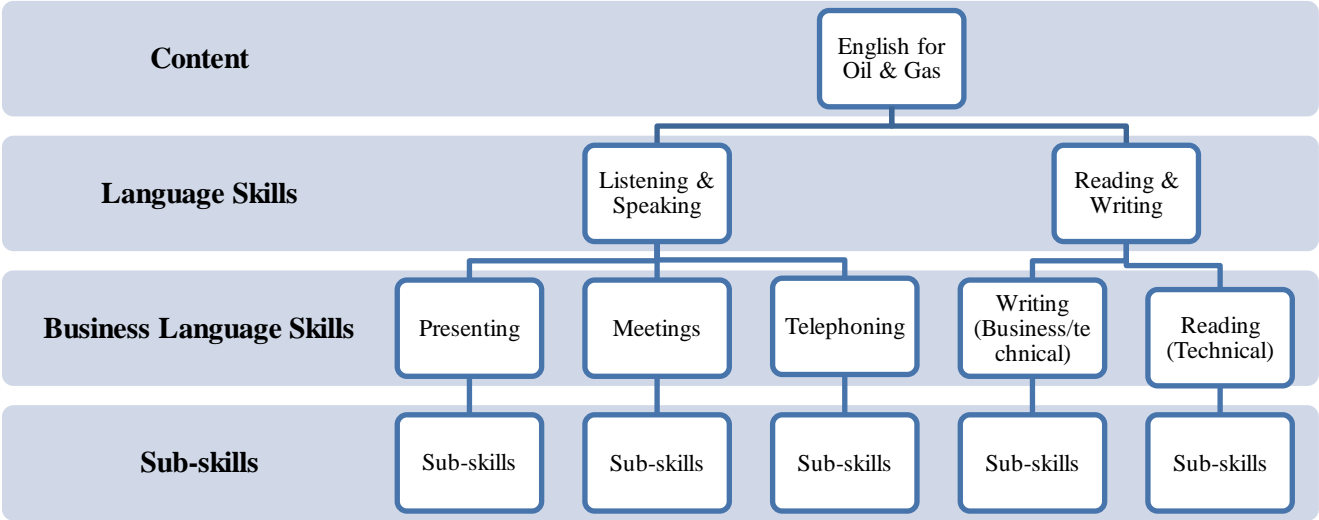 Content
English for
Oil & Gas
Language Skills
Listening &
Speaking
Reading &
Writing
Business Language Skills
Presenting
Meetings
Telephoning
Writing
(Business/te
chnical)
Reading
(Technical)
Sub-skills
Sub-skills
Sub-skills
Sub-skills
Sub-skills
Sub-skills